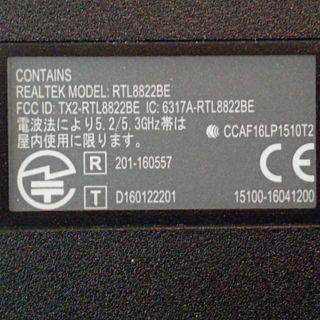 CONTAINS
REALTEK MODEL: RTL8822BE
FCC ID: TX2-RTL8822BE IC: 6317A-RTL8822BE
電波法により5.2/5.3GHz帯は
屋内使用に限ります。
CCAF16LP1510T2
R 201-160557
T D160122201
CE
15100-16041200